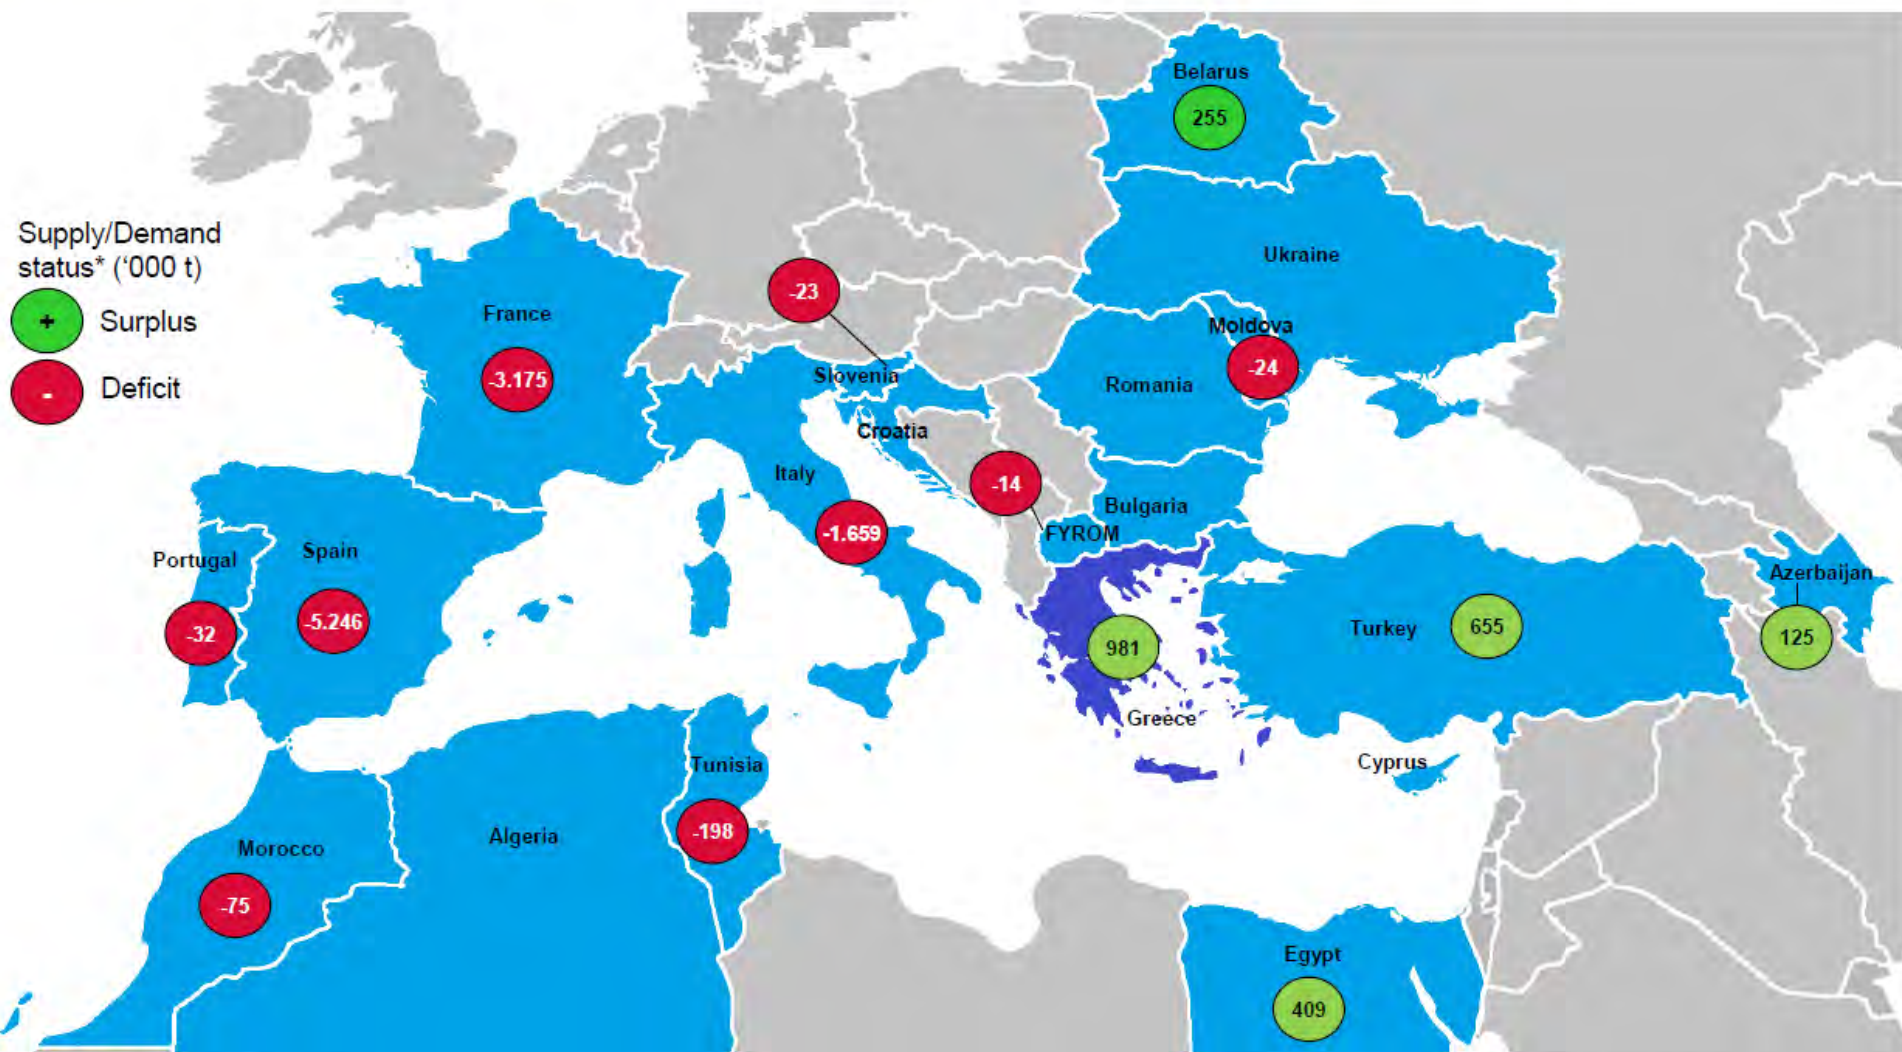 Belarus
255
Supply/Demand
status* ('000 t)
+ Surplus
- Deficit
Ukraine
-23
France
-3.175
Moldova
-24
Slovenia
Romania
Croatia
Italy
-14
Bulgaria
-1.659
FYROM
Portugal
Spain
-32
-5.246
Azerbaijan
125
Turkey
655
981
Greece
Cyprus
Tunisia
-198
Algeria
Morocco
-75
Egypt
409